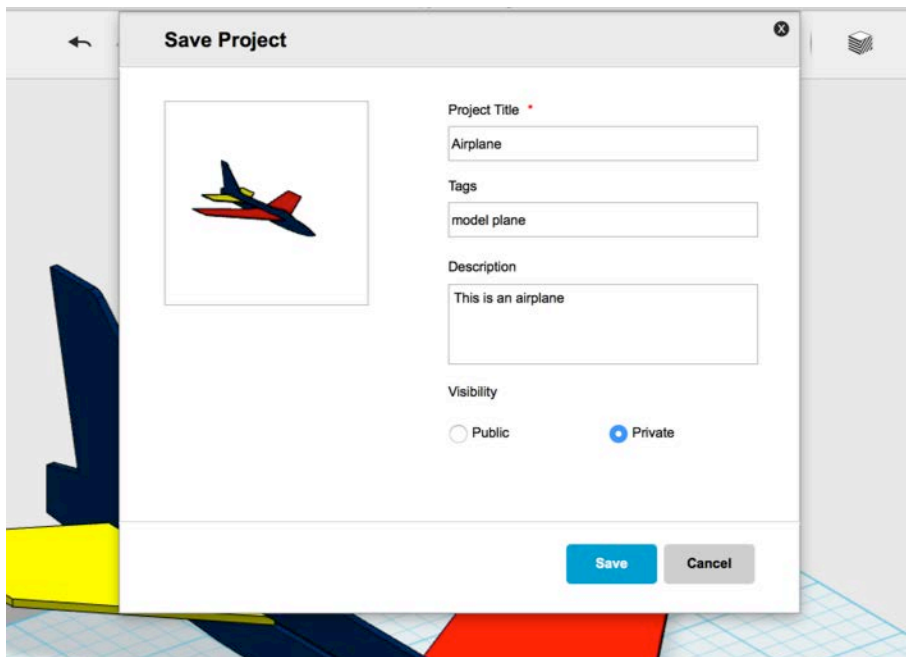 Save Project
Project Title *
Airplane
Tags
model plane
Description
This is an airplane
Visibility
Public
Private
Save
Cancel